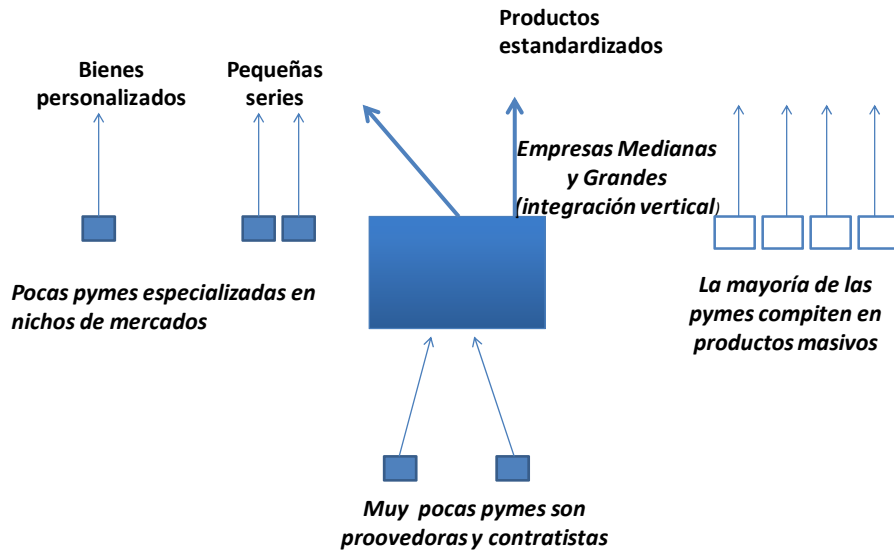 Productos
estandardizados
Bienes
personalizados
Pequeñas
series
Empresas Medianas
y Grandes
(integración vertical)
Pocas pymes especializadas en
nichos de mercados
La mayoría de las
pymes compiten en
productos masivos
Muy pocas pymes son
proovedoras y contratistas